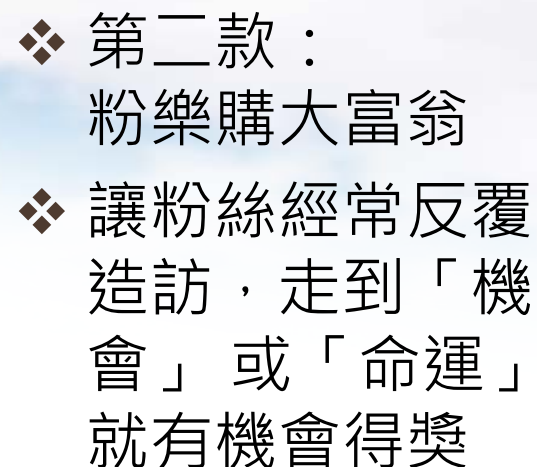 ❖ 第二款：
粉樂購大富翁
❖ 讓粉絲經常反覆
造訪，走到「機
會」 或「命運」
就有機會得獎